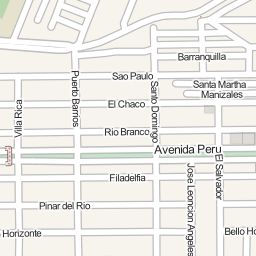 Barranquilla
Sao Paulo
Santa Martha
Manizales
Puerto Barrios
Santo Domingo
El Chaco
Villa Rica
Rio Branco
Avenida Peru
El Salvador
Filadelfia
Jose Leoncion Angeles
Pinar del Rio
Horizonte
Bello Ho